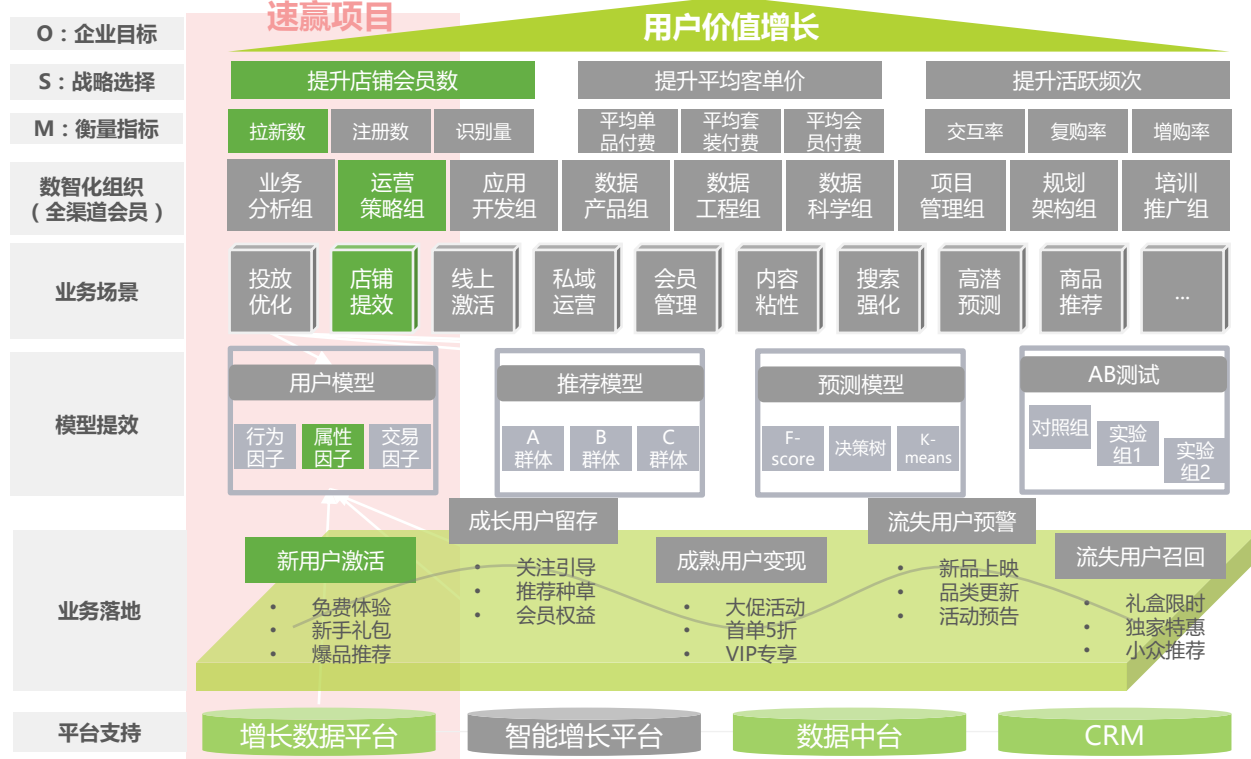 速赢项目
O：企业目标
用户价值增长
S：战略选择
提升店铺会员数
提升平均客单价
提升活跃频次
M：衡量指标
拉新数
注册数
识别量
平均单
品付费
平均套
装付费
平均会
员付费
交互率
复购率
增购率
数智化组织
（全渠道会员）
业务
分析组
运营
策略组
应用
开发组
数据
产品组
数据
工程组
数据
科学组
项目
管理组
规划
架构组
培训
推广组
业务场景
投放
优化
店铺
提效
线上
激活
私域
运营
会员
管理
内容
粘性
搜索
强化
高潜
预测
商品
推荐
...
模型提效
用户模型
行为
因子
属性
因子
交易
因子
推荐模型
A
群体
B
群体
C
群体
预测模型
F-
score
决策树
K-
means
AB测试
对照组
实验
组1
实验
组2
业务落地
新用户激活
• 免费体验
• 新手礼包
• 爆品推荐
成长用户留存
• 关注引导
• 推荐种草
• 会员权益
成熟用户变现
• 大促活动
• 首单5折
• VIP专享
流失用户预警
• 新品上映
• 品类更新
• 活动预告
流失用户召回
• 礼盒限时
• 独家特惠
• 小众推荐
平台支持
增长数据平台
智能增长平台
数据中台
CRM